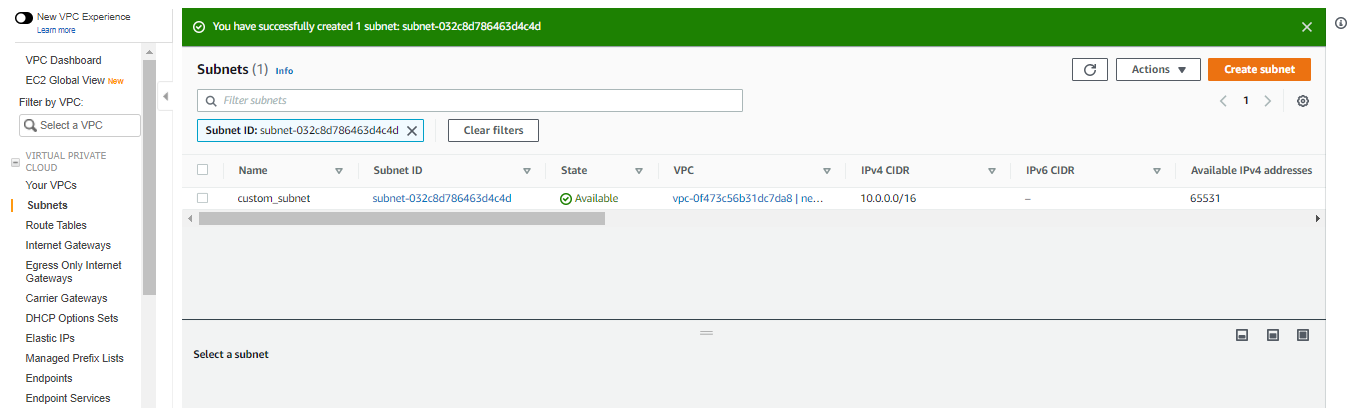 New VPC Experience
Learn more
VPC Dashboard
EC2 Global View New
Filter by VPC:
Select a VPC
VIRTUAL PRIVATE
CLOUD
Your VPCs
Subnets
Route Tables
Internet Gateways
Egress Only Internet
Gateways
Carrier Gateways
DHCP Options Sets
Elastic IPs
Managed Prefix Lists
Endpoints
Endpoint Services
You have successfully created 1 subnet: subnet-032c8d786463d4c4d
Subnets (1) Info
Actions
Create subnet
Filter subnets
1
Subnet ID: subnet-032c8d786463d4c4d
Clear filters
Name Subnet ID State VPC IPv4 CIDR IPv6 CIDR Available IPv4 addresses
custom_subnet subnet-032c8d786463d4c4d Available vpc-0f473c56b31dc7da8 | ne... 10.0.0.0/16 – 65531
Select a subnet